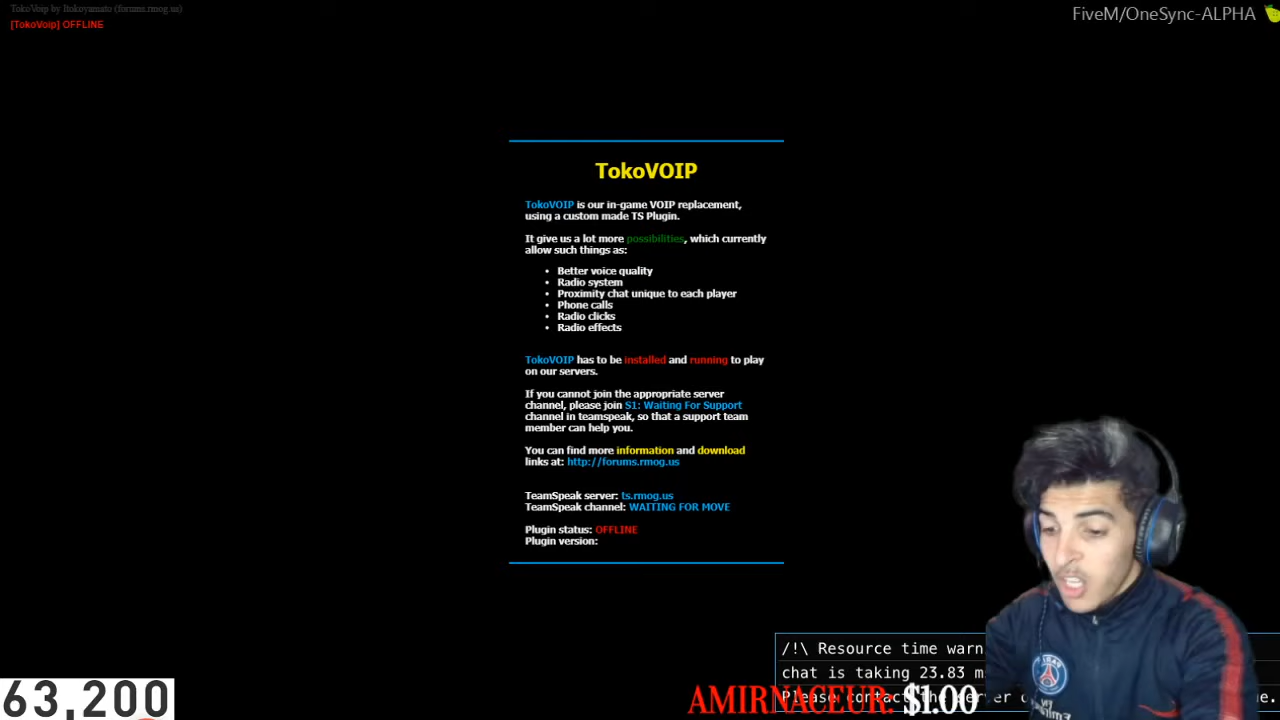 TokoVoip by Itokoyamato (forums.rmog.us)
[TokoVoip] OFFLINE
FiveM/OneSync-ALPHA
TokoVOIP
TokoVOIP is our in-game VOIP replacement,
using a custom made TS Plugin.
It give us a lot more possibilities, which currently
allow such things as:
• Better voice quality
• Radio system
• Proximity chat unique to each player
• Phone calls
• Radio clicks
• Radio effects
TokoVOIP has to be installed and running to play
on our servers.
If you cannot join the appropriate server
channel, please join S1: Waiting For Support
channel in teamspeak, so that a support team
member can help you.
You can find more information and download
links at: http://forums.rmog.us
TeamSpeak server: ts.rmog.us
TeamSpeak channel: WAITING FOR MOVE
Plugin status: OFFLINE
Plugin version:
/!\ Resource time warn
chat is taking 23.83 m
Please contact the server
AMIRNACEUR: $1.00
63,200